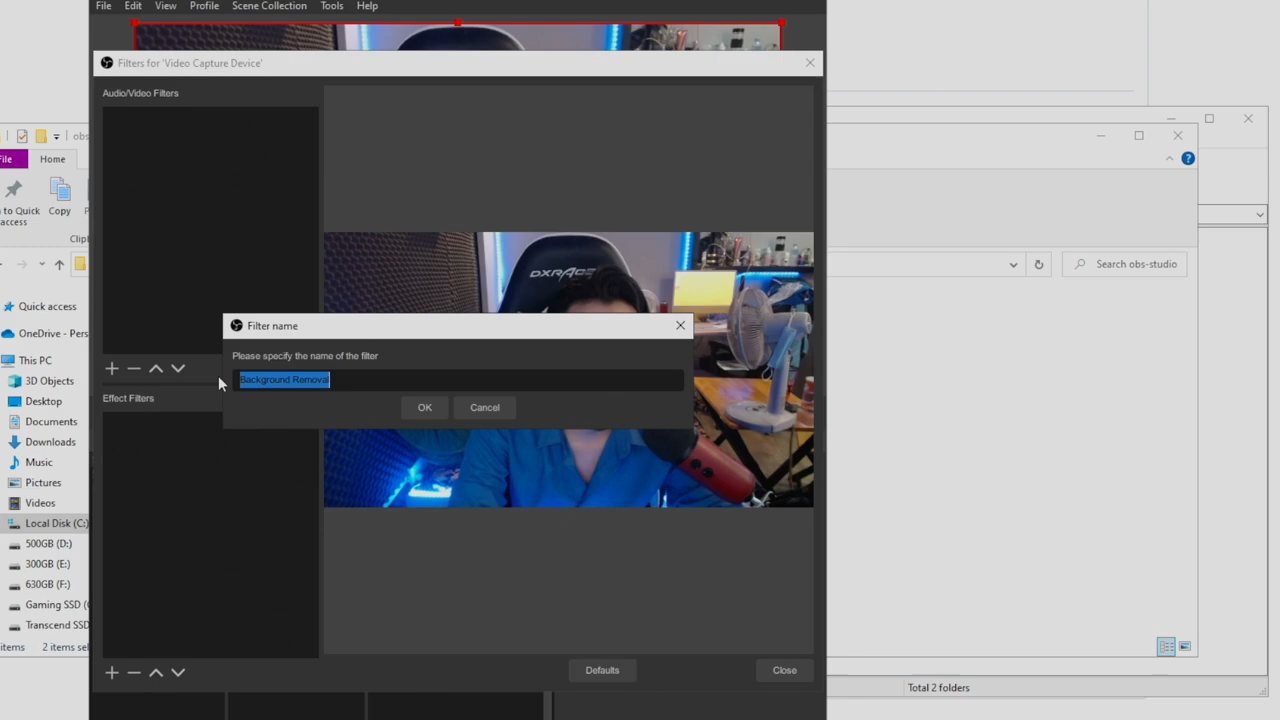 File Edit View Profile Scene Collection Tools Help
Filters for 'Video Capture Device'
Audio/Video Filters
obs
File Home
to Quick
access
Copy
Clipb
Search obs-studio
DXRACE
Quick access
OneDrive - Pers
This PC
3D Objects
Desktop
Documents
Downloads
Music
Pictures
Videos
Local Disk (C:)
500GB (D:)
300GB (E:)
630GB (F:)
Gaming SSD (
Transcend SSD
items 2 items sel
Filter name
Please specify the name of the filter
Background Removal
OK Cancel
Effect Filters
Defaults Close
Total 2 folders